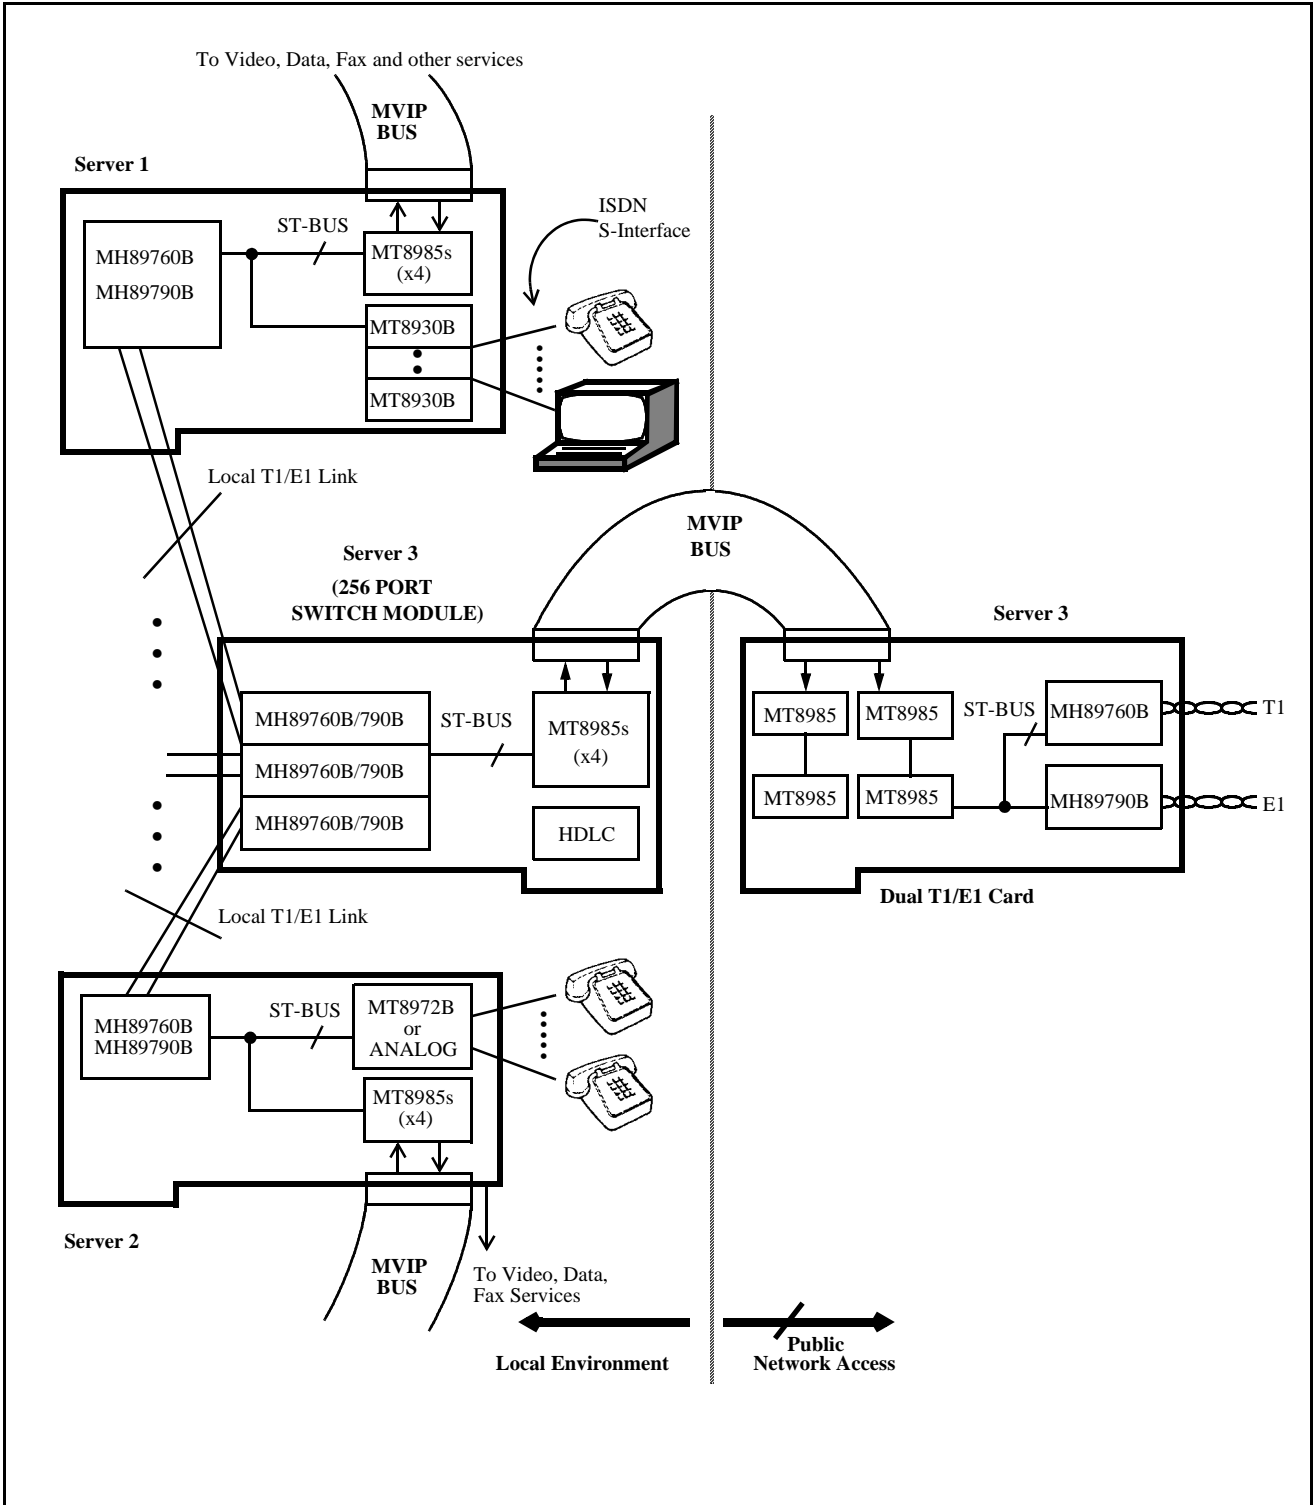 To Video, Data, Fax and other services
MVIP
BUS
Server 1
ISDN
S-Interface
ST-BUS
MH89760B
MH89790B
MT8985s
(x4)
MT8930B
MT8930B
Local T1/E1 Link
MVIP
BUS
Server 3
(256 PORT
SWITCH MODULE)
Server 3
MH89760B/790B
MH89760B/790B
MH89760B/790B
ST-BUS
MT8985s
(x4)
HDLC
MT8985
MT8985
MT8985
MT8985
ST-BUS
MH89760B
T1
MH89790B
E1
Dual T1/E1 Card
Local T1/E1 Link
MH89760B
MH89790B
ST-BUS
MT8972B
or
ANALOG
MT8985s
(x4)
Server 2
MVIP
BUS
To Video, Data,
Fax Services
Local Environment
Public
Network Access